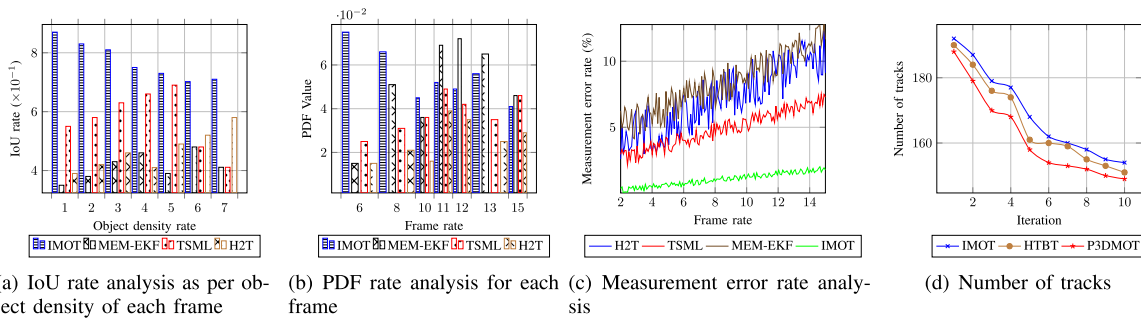 8
6
4
IoU rate (×10⁻¹)
1 2 3 4 5 6 7
Object density rate
IMOT MEM-EKF TSML H2T
(a) IoU rate analysis as per ob-
ject density of each frame
·10⁻²
6
4
2
PDF Value
6 8 10 11 12 13 15
Frame rate
IMOT MEM-EKF TSML H2T
(b) PDF rate analysis for each
frame
10
5
Measurement error rate (%)
2 4 6 8 10 12 14
Frame rate
H2T TSML MEM-EKF IMOT
(c) Measurement error rate analy-
sis
180
160
Number of tracks
2 4 6 8 10
Iteration
IMOT HTBT P3DMOT
(d) Number of tracks